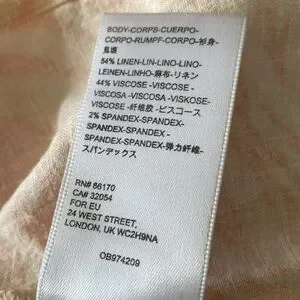 BODY-CORPS-CUERPO-
CORPO-RUMPF-CORPO-衫身-
見頃
54% LINEN-LIN-LINO-LINO-
LEINEN-LINHO-麻布-リネン
44% VISCOSE -VISCOSE -
VISCOSA -VISCOSA -VISKOSE-
VISCOSE -纤维胶 -ビスコース
2% SPANDEX-SPANDEX-
SPANDEX-SPANDEX-
SPANDEX-SPANDEX-弹力纤维-
スパンデックス
RN# 66170
CA# 32054
FOR EU
24 WEST STREET,
LONDON, UK WC2H9NA
OB974209